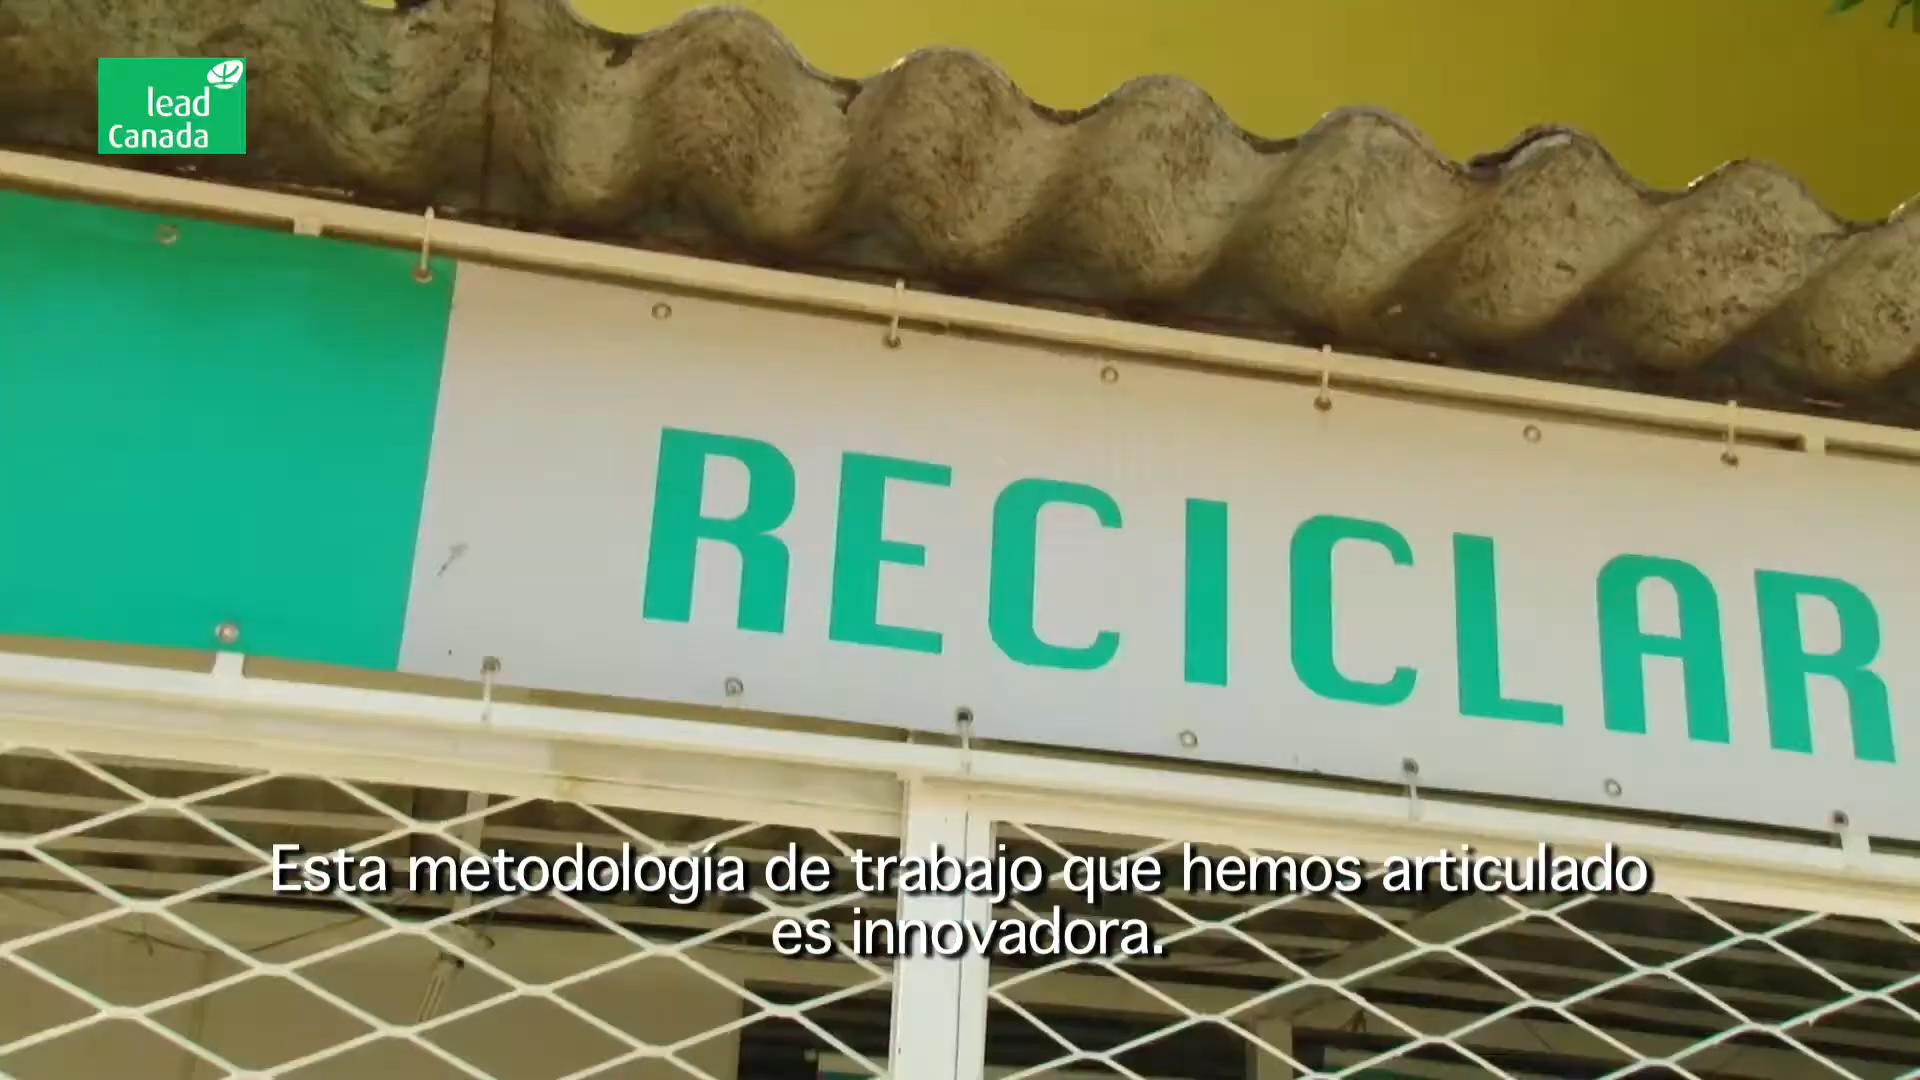 lead
Canada
RECICLAR
Esta metodología de trabajo que hemos articulado
es innovadora.